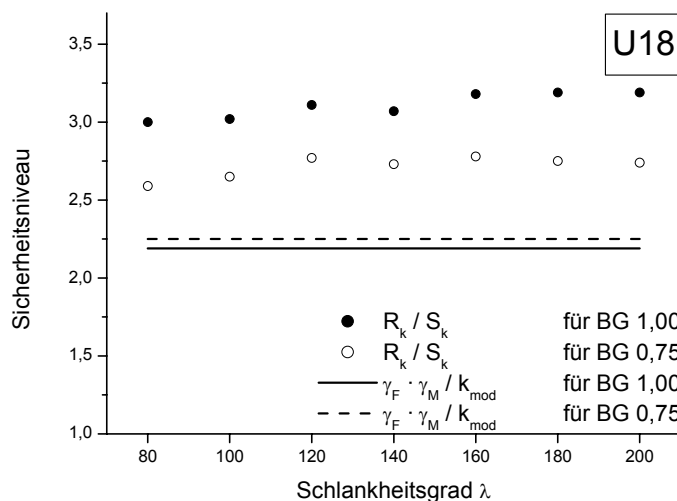 U18
3,5
3,0
2,5
2,0
1,5
1,0
Sicherheitsniveau
R_k / S_k für BG 1,00
R_k / S_k für BG 0,75
γ_F · γ_M / k_mod für BG 1,00
γ_F · γ_M / k_mod für BG 0,75
80 100 120 140 160 180 200
Schlankheitsgrad λ